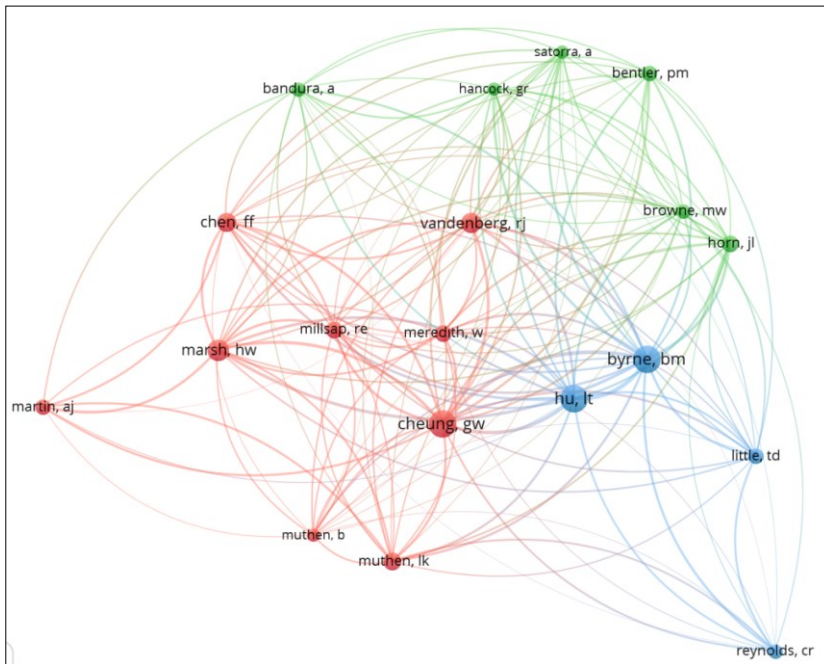 satorra, a
bentler, pm
bandura, a
hancock, gr
browne, mw
chen, ff
vandenberg, rj
horn, jl
millsap, re
meredith, w
marsh, hw
byrne, bm
hu, lt
martin, aj
cheung, gw
little, td
muthen, b
muthen, lk
reynolds, cr